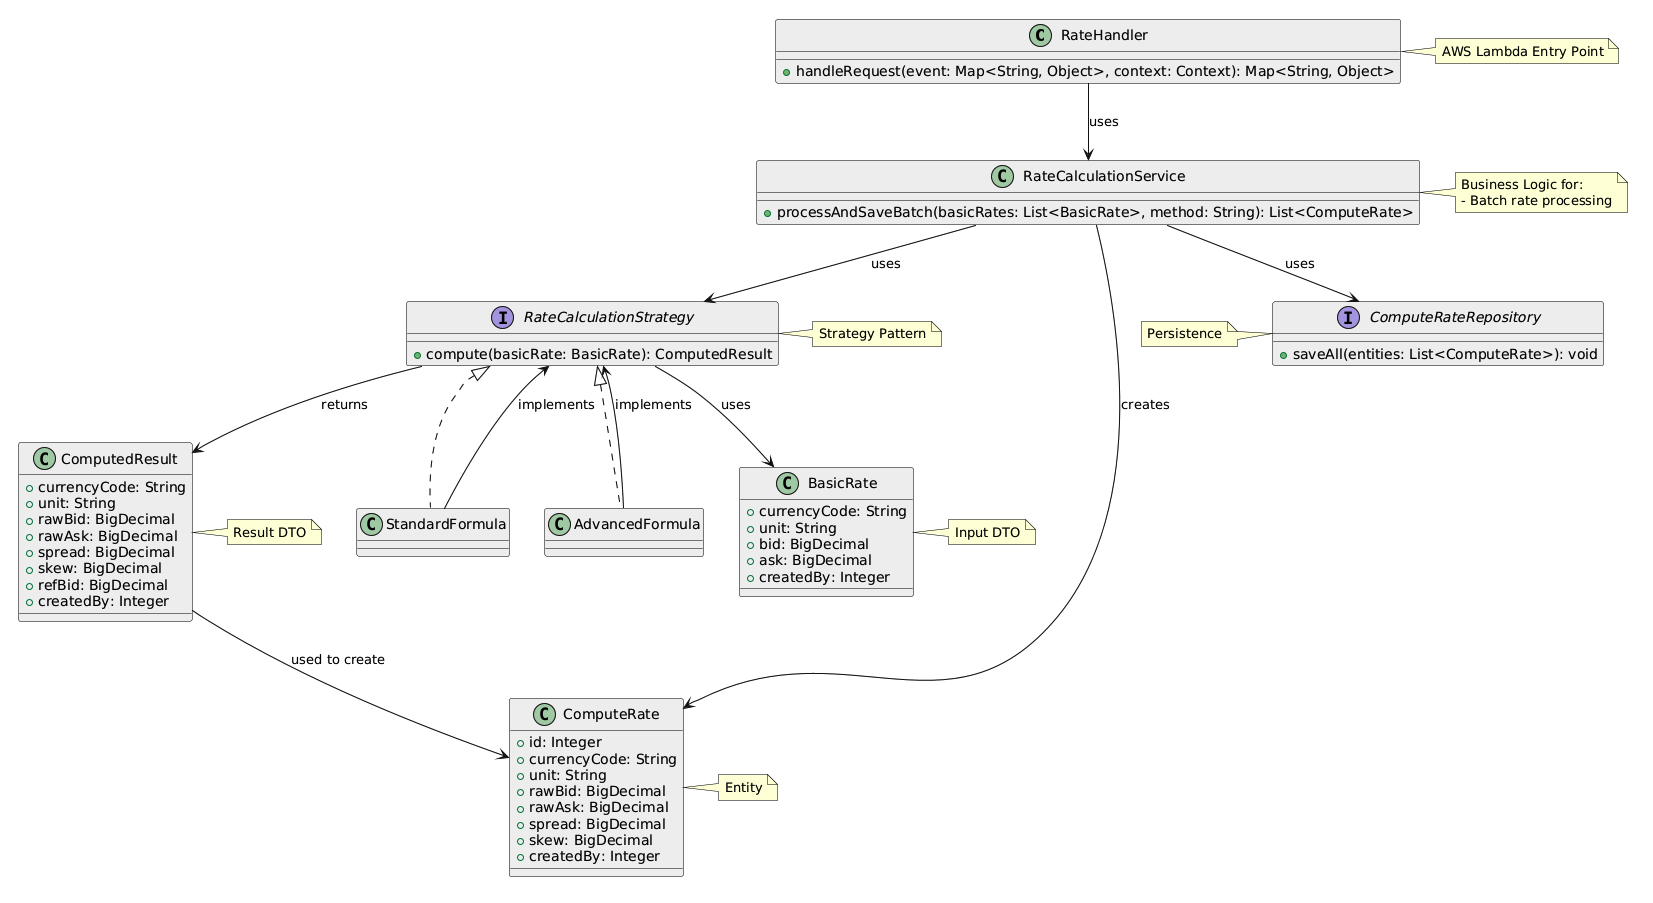 C RateHandler
handleRequest(event: Map<String, Object>, context: Context): Map<String, Object>
AWS Lambda Entry Point
uses
C RateCalculationService
processAndSaveBatch(basicRates: List<BasicRate>, method: String): List<ComputeRate>
Business Logic for:
- Batch rate processing
uses
uses
I RateCalculationStrategy
compute(basicRate: BasicRate): ComputedResult
Strategy Pattern
Persistence
I ComputeRateRepository
saveAll(entities: List<ComputeRate>): void
returns
implements
implements
uses
creates
C ComputedResult
currencyCode: String
unit: String
rawBid: BigDecimal
rawAsk: BigDecimal
spread: BigDecimal
skew: BigDecimal
refBid: BigDecimal
createdBy: Integer
Result DTO
C StandardFormula
C AdvancedFormula
C BasicRate
currencyCode: String
unit: String
bid: BigDecimal
ask: BigDecimal
createdBy: Integer
Input DTO
used to create
C ComputeRate
id: Integer
currencyCode: String
unit: String
rawBid: BigDecimal
rawAsk: BigDecimal
spread: BigDecimal
skew: BigDecimal
createdBy: Integer
Entity